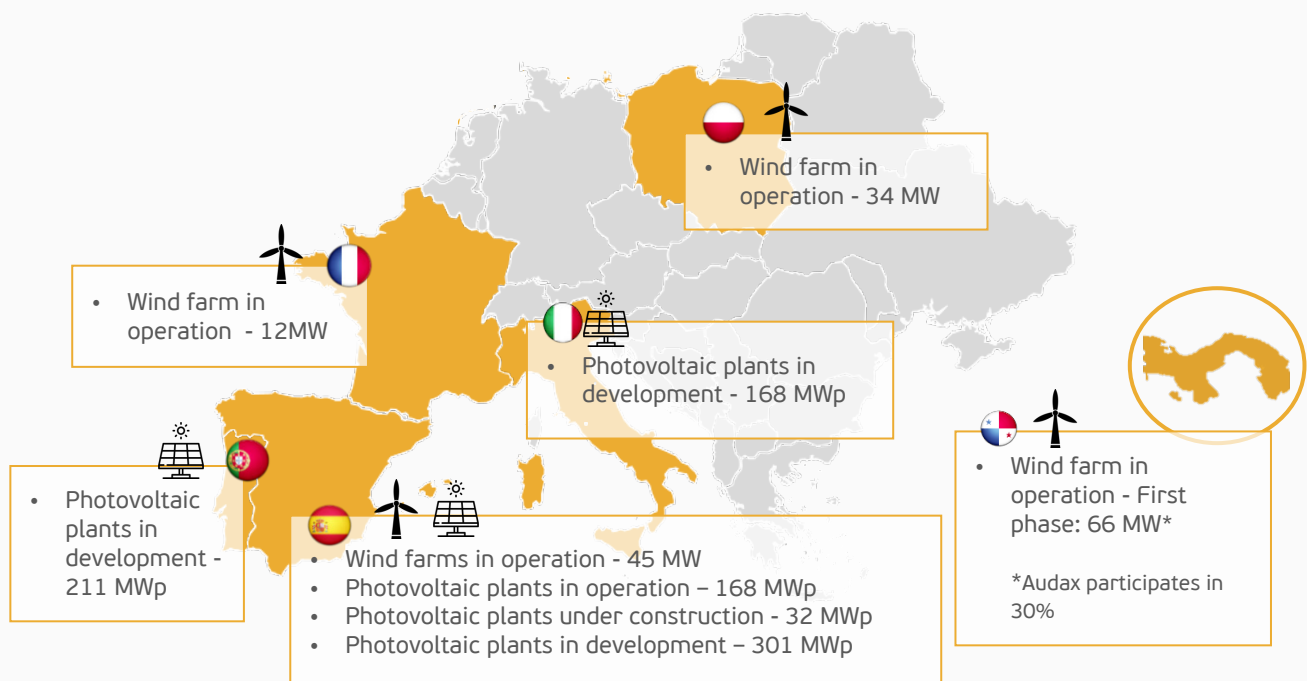 • Wind farm in
operation - 34 MW
• Wind farm in
operation - 12MW
• Photovoltaic plants in
development - 168 MWp
• Photovoltaic
plants in
development -
211 MWp
• Wind farms in operation - 45 MW
• Photovoltaic plants in operation – 168 MWp
• Photovoltaic plants under construction - 32 MWp
• Photovoltaic plants in development – 301 MWp
• Wind farm in
operation - First
phase: 66 MW*
*Audax participates in
30%